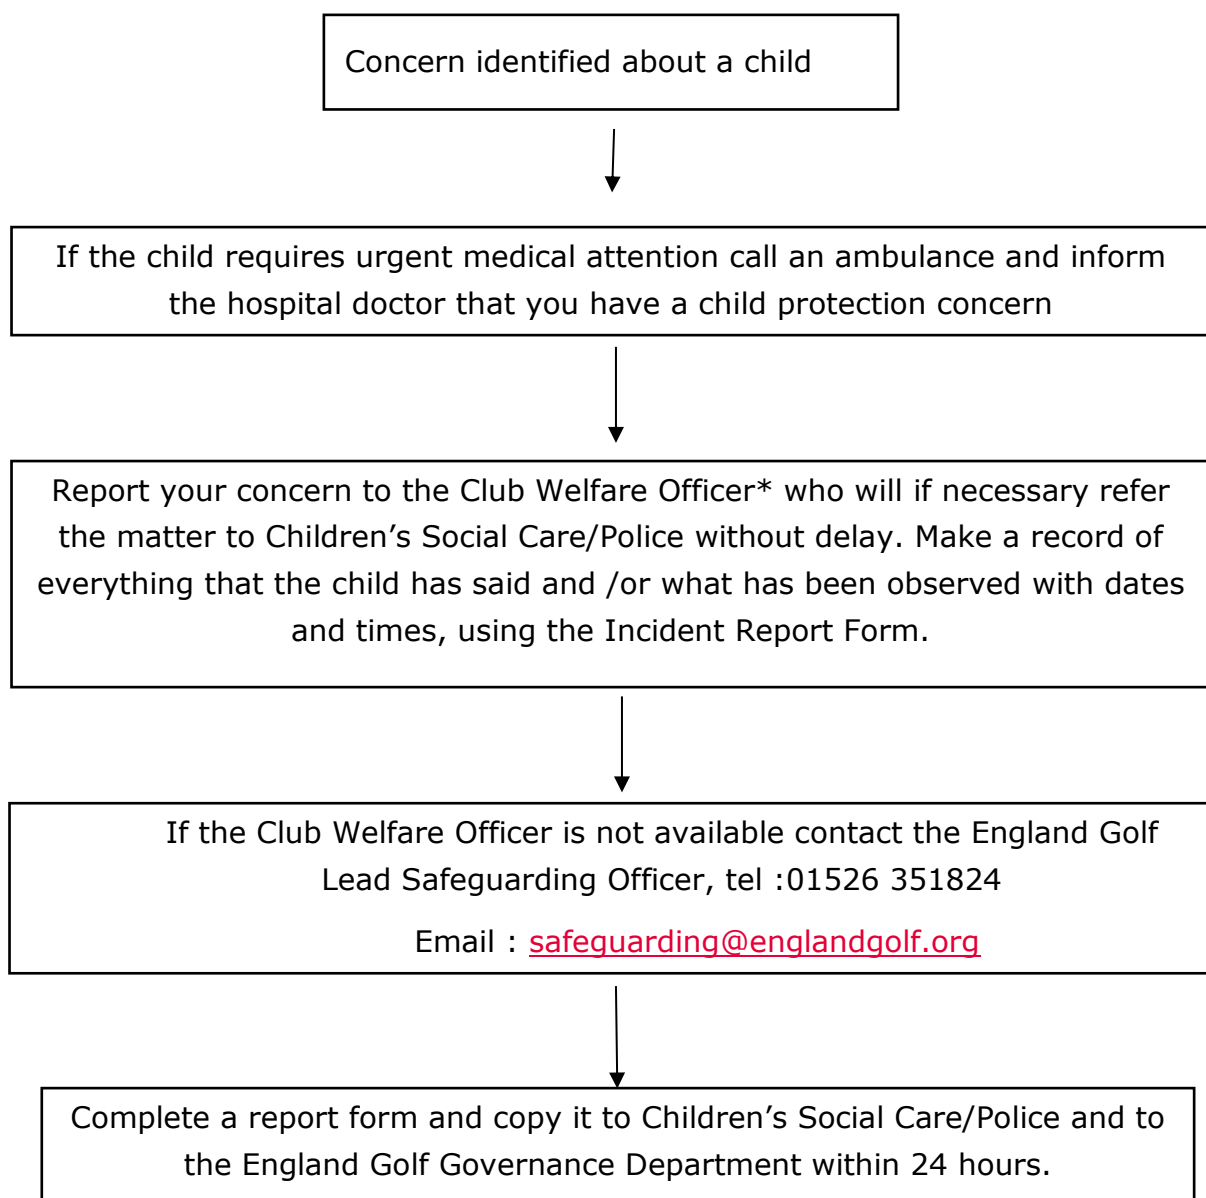 Concern identified about a child
If the child requires urgent medical attention call an ambulance and inform
the hospital doctor that you have a child protection concern
Report your concern to the Club Welfare Officer* who will if necessary refer
the matter to Children’s Social Care/Police without delay. Make a record of
everything that the child has said and /or what has been observed with dates
and times, using the Incident Report Form.
If the Club Welfare Officer is not available contact the England Golf
Lead Safeguarding Officer, tel :01526 351824
Email : safeguarding@englandgolf.org
Complete a report form and copy it to Children’s Social Care/Police and to
the England Golf Governance Department within 24 hours.